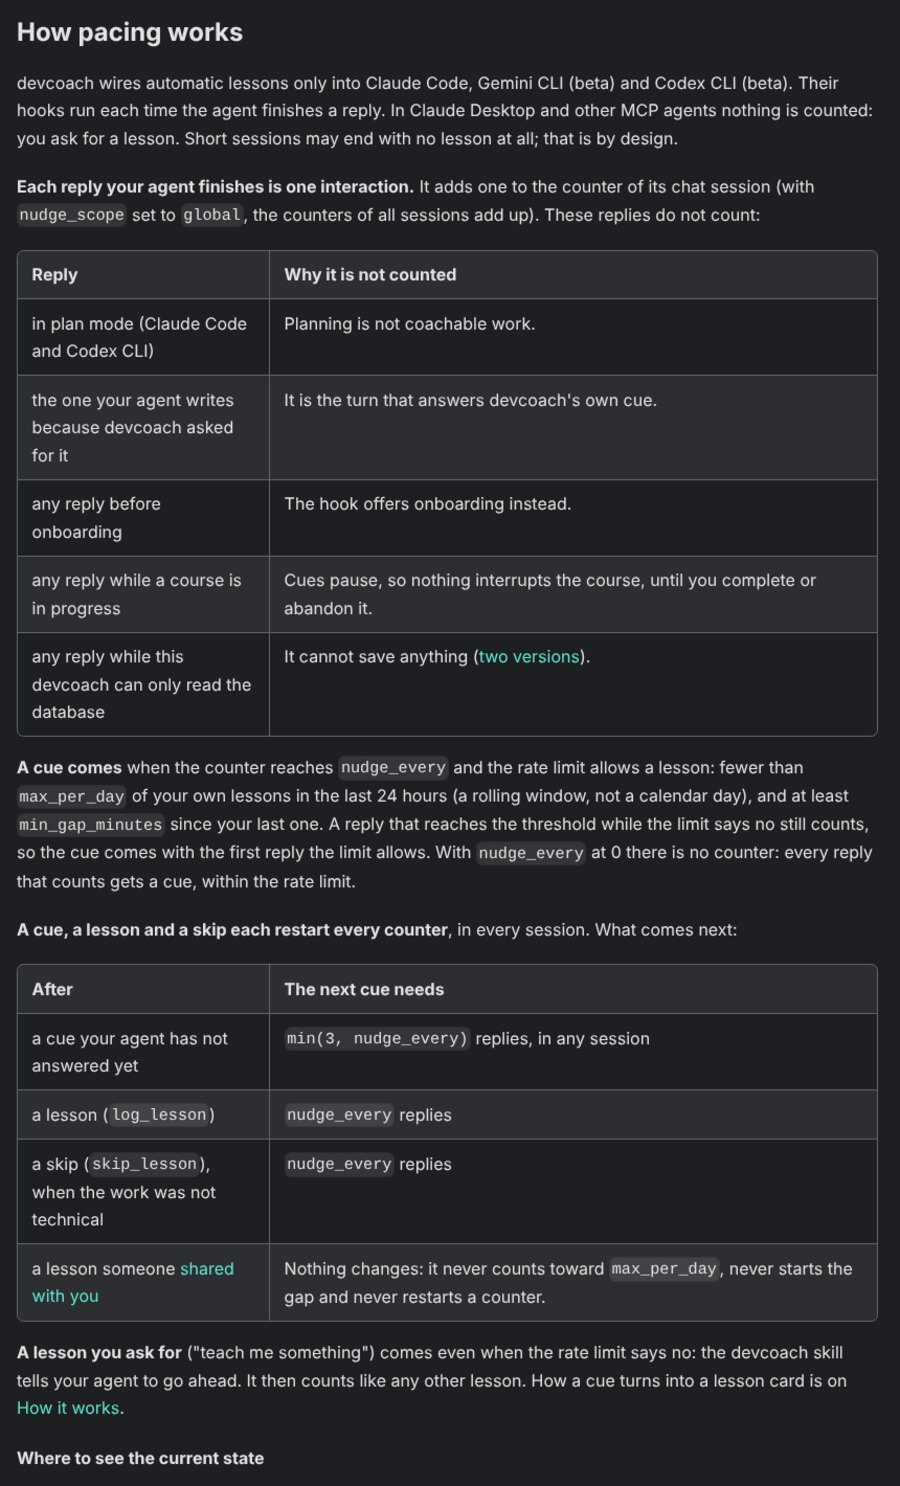 How pacing works
devcoach wires automatic lessons only into Claude Code, Gemini CLI (beta) and Codex CLI (beta). Their
hooks run each time the agent finishes a reply. In Claude Desktop and other MCP agents nothing is counted:
you ask for a lesson. Short sessions may end with no lesson at all; that is by design.
Each reply your agent finishes is one interaction. It adds one to the counter of its chat session (with
nudge_scope set to global, the counters of all sessions add up). These replies do not count:
Reply
Why it is not counted
in plan mode (Claude Code
and Codex CLI)
Planning is not coachable work.
the one your agent writes
because devcoach asked
for it
It is the turn that answers devcoach's own cue.
any reply before
onboarding
The hook offers onboarding instead.
any reply while a course is
in progress
Cues pause, so nothing interrupts the course, until you complete or
abandon it.
any reply while this
devcoach can only read the
database
It cannot save anything (two versions).
A cue comes when the counter reaches nudge_every and the rate limit allows a lesson: fewer than
max_per_day of your own lessons in the last 24 hours (a rolling window, not a calendar day), and at least
min_gap_minutes since your last one. A reply that reaches the threshold while the limit says no still counts,
so the cue comes with the first reply the limit allows. With nudge_every at 0 there is no counter: every reply
that counts gets a cue, within the rate limit.
A cue, a lesson and a skip each restart every counter, in every session. What comes next:
After
The next cue needs
a cue your agent has not
answered yet
min(3, nudge_every) replies, in any session
a lesson (log_lesson)
nudge_every replies
a skip (skip_lesson),
when the work was not
technical
nudge_every replies
a lesson someone shared
with you
Nothing changes: it never counts toward max_per_day, never starts the
gap and never restarts a counter.
A lesson you ask for ("teach me something") comes even when the rate limit says no: the devcoach skill
tells your agent to go ahead. It then counts like any other lesson. How a cue turns into a lesson card is on
How it works.
Where to see the current state